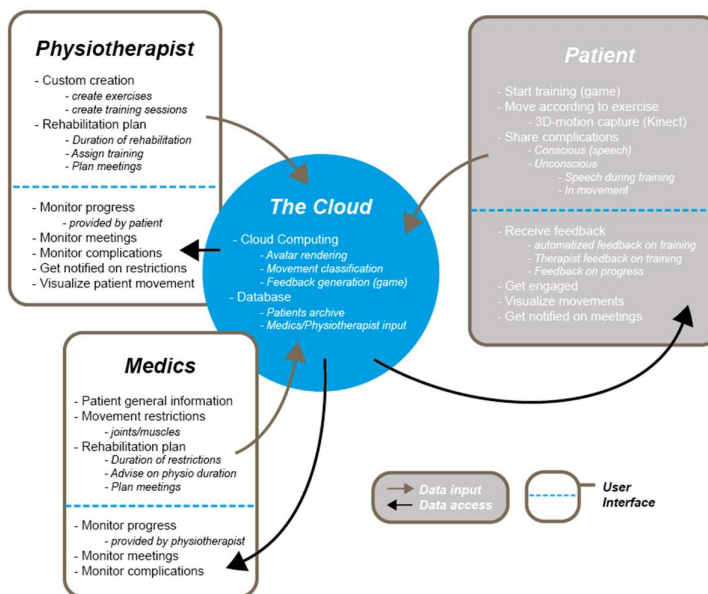 Physiotherapist
- Custom creation
- create exercises
- create training sessions
- Rehabilitation plan
- Duration of rehabilitation
- Assign training
- Plan meetings
- Monitor progress
- provided by patient
- Monitor meetings
- Monitor complications
- Get notified on restrictions
- Visualize patient movement
Patient
- Start training (game)
- Move according to exercise
- 3D-motion capture (Kinect)
- Share complications
- Conscious (speech)
- Unconscious
- Speech during training
- In movement
- Receive feedback
- automatized feedback on training
- Therapist feedback on training
- Feedback on progress
- Get engaged
- Visualize movements
- Get notified on meetings
The Cloud
- Cloud Computing
- Avatar rendering
- Movement classification
- Feedback generation (game)
- Database
- Patients archive
- Medics/Physiotherapist input
Medics
- Patient general information
- Movement restrictions
- joints/muscles
- Rehabilitation plan
- Duration of restrictions
- Advise on physio duration
- Plan meetings
- Monitor progress
- provided by physiotherapist
- Monitor meetings
- Monitor complications
Data input
Data access
User
Interface